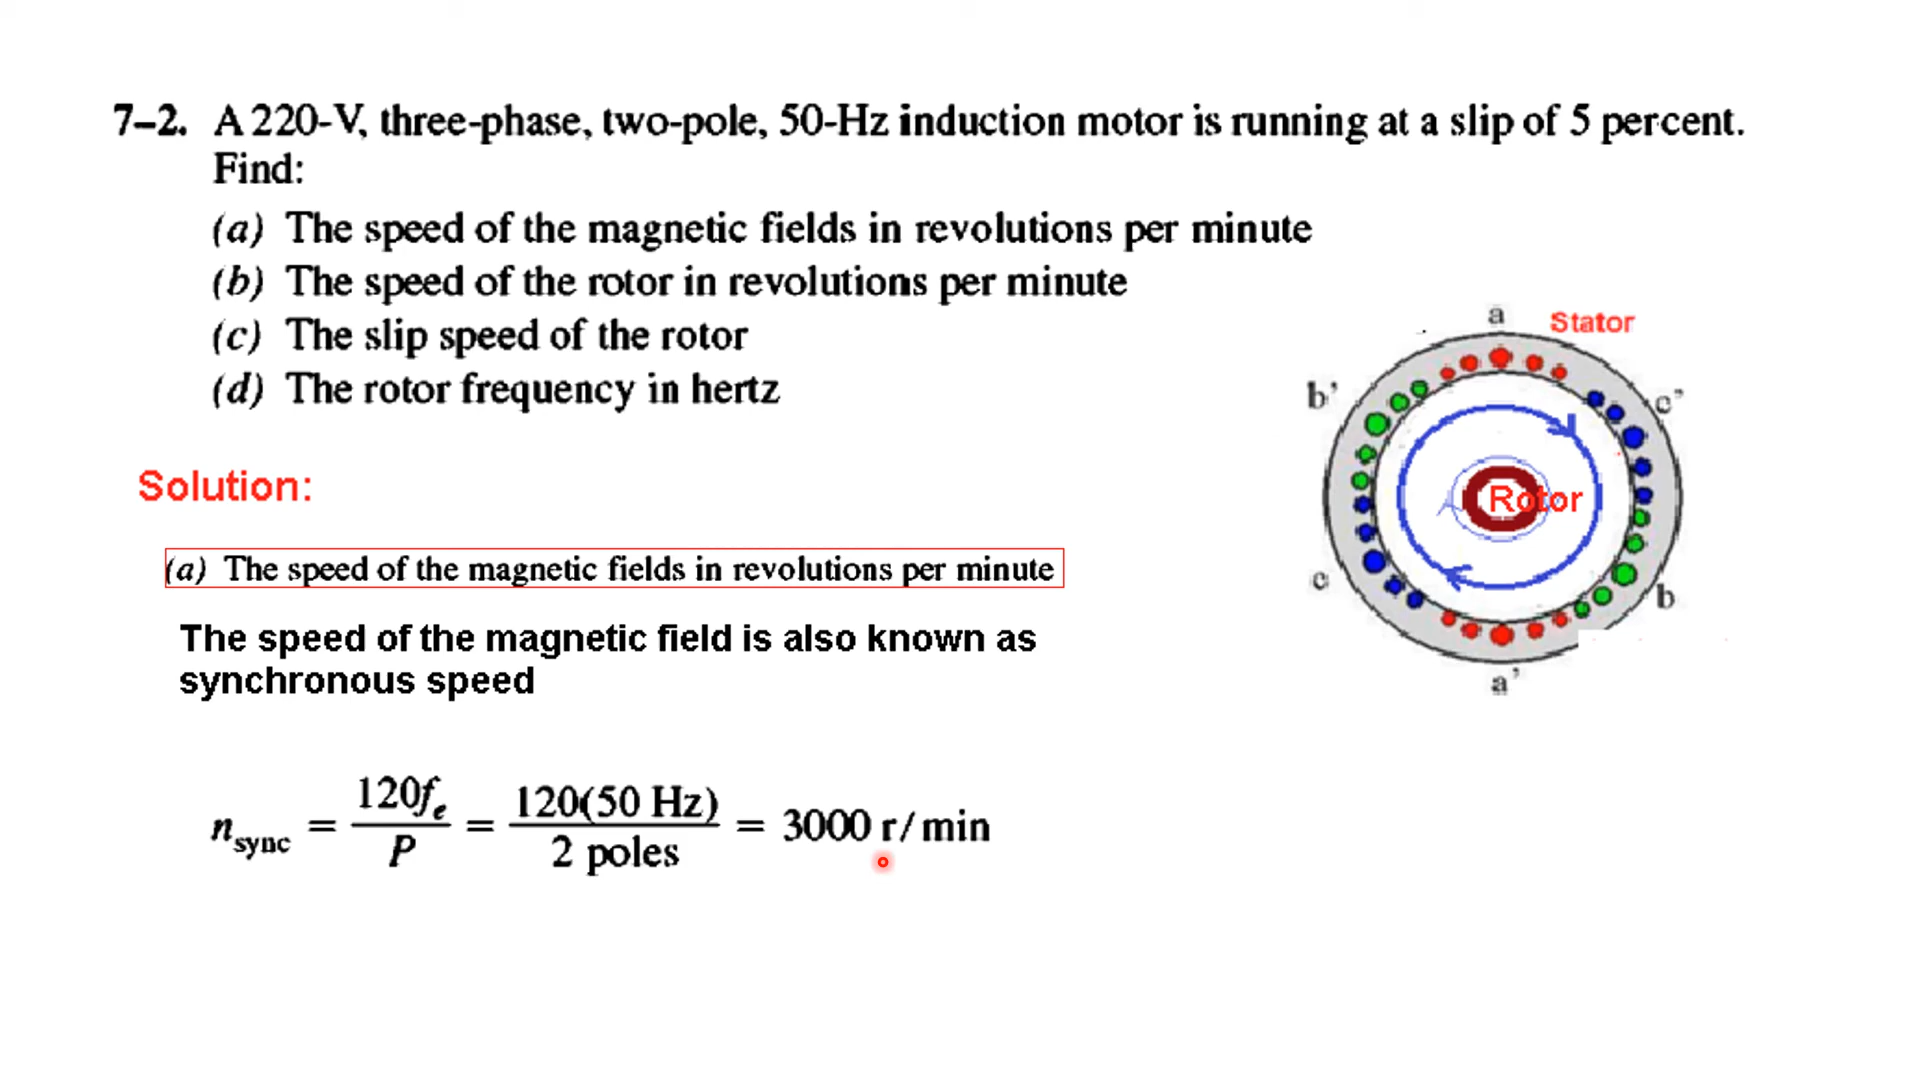 7–2. A 220-V, three-phase, two-pole, 50-Hz induction motor is running at a slip of 5 percent.
Find:
(a) The speed of the magnetic fields in revolutions per minute
(b) The speed of the rotor in revolutions per minute
(c) The slip speed of the rotor
(d) The rotor frequency in hertz
a
Stator
b'
c'
Rotor
c
b
a'
Solution:
(a) The speed of the magnetic fields in revolutions per minute
The speed of the magnetic field is also known as
synchronous speed
n_sync = 120f_e / P = 120(50 Hz) / 2 poles = 3000 r/min